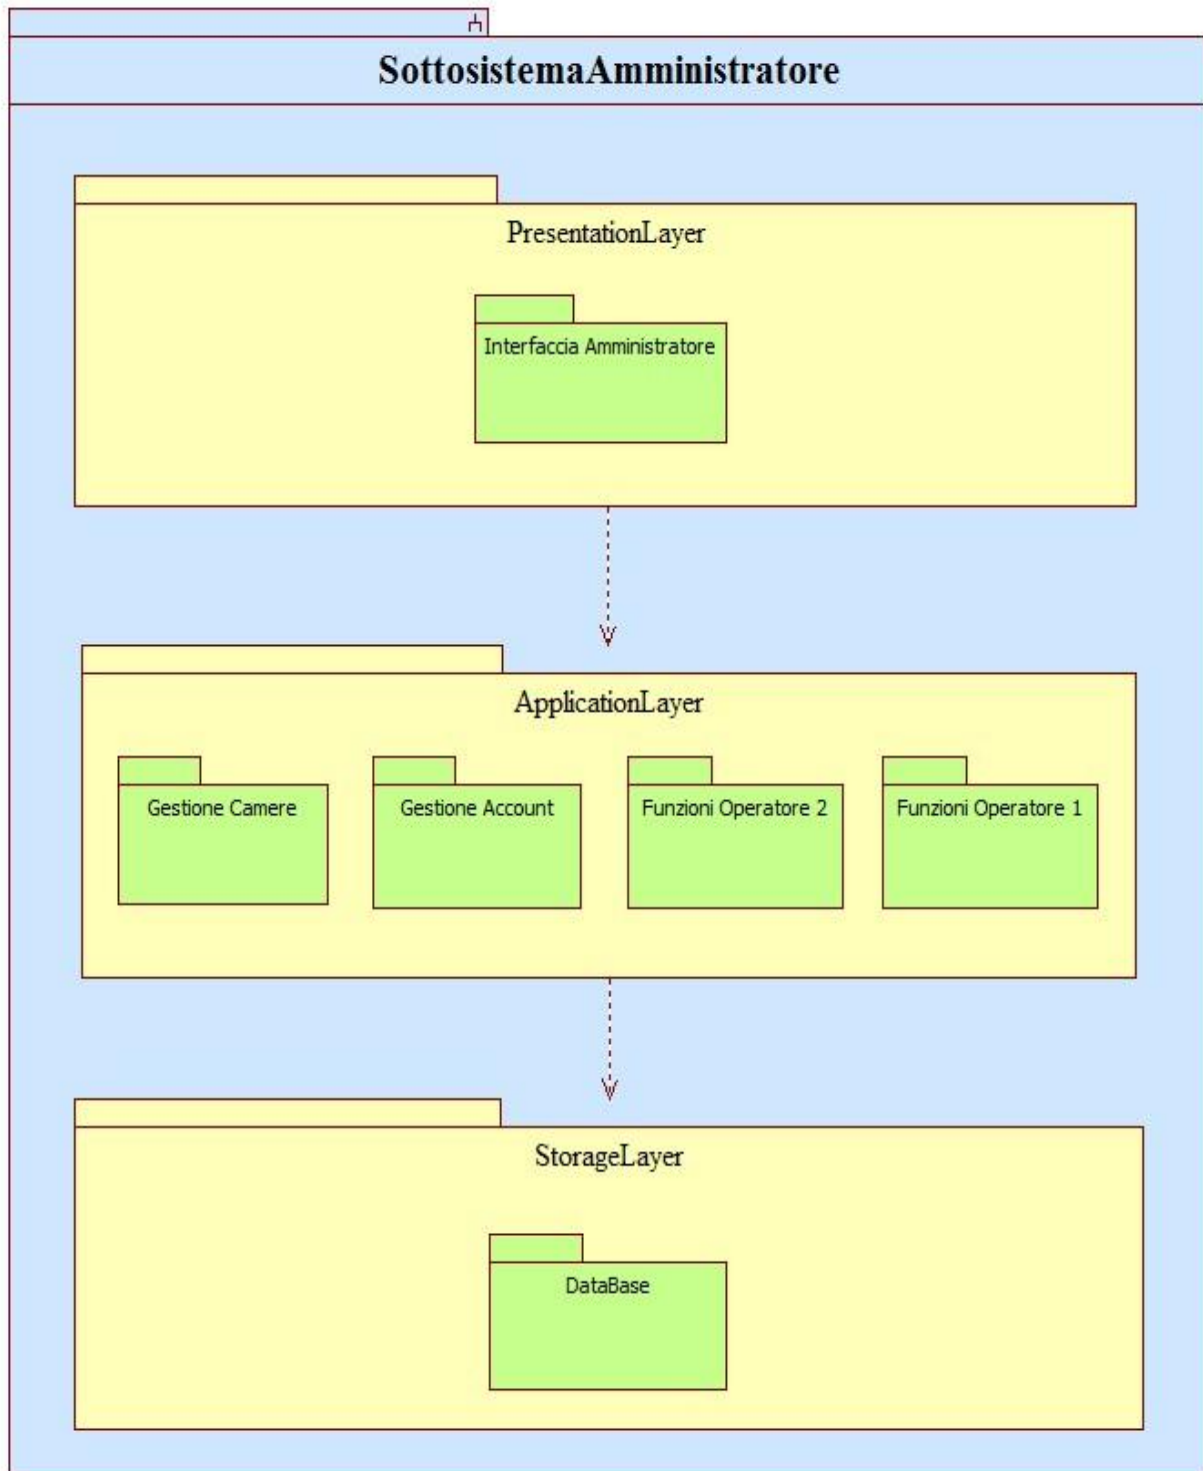 SottosistemaAmministratore
PresentationLayer
Interfaccia Amministratore
ApplicationLayer
Gestione Camere
Gestione Account
Funzioni Operatore 2
Funzioni Operatore 1
StorageLayer
DataBase